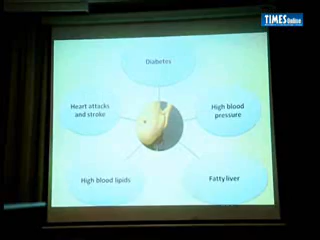 TIMES Online
Diabetes
Heart attacks
and stroke
High blood
pressure
High blood lipids
Fatty liver